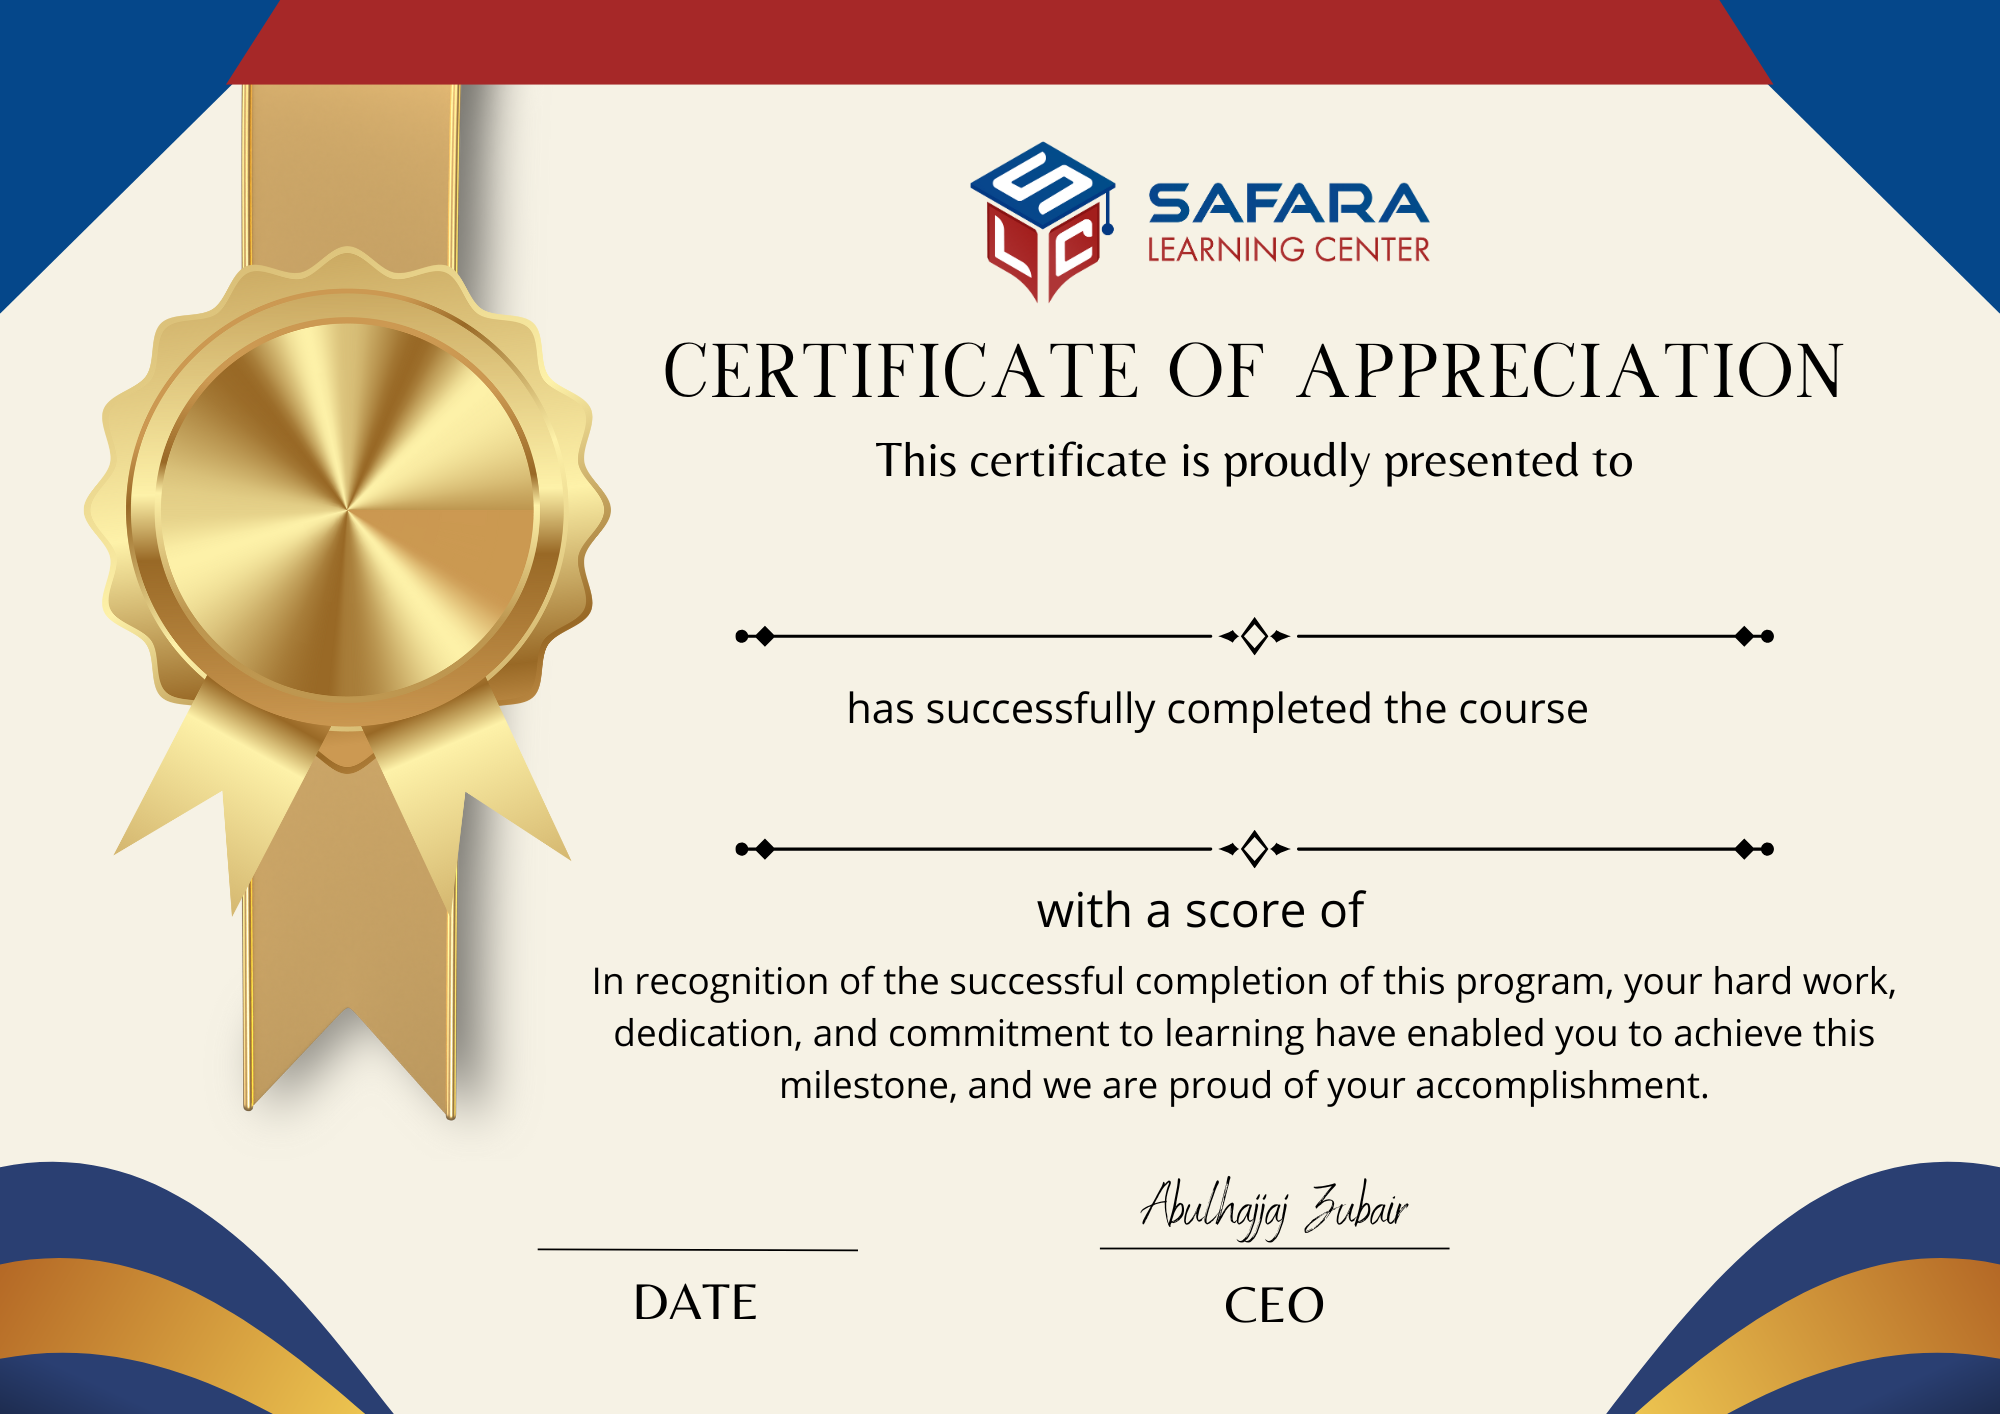 SLC
SAFARA
LEARNING CENTER
CERTIFICATE OF APPRECIATION
This certificate is proudly presented to
has successfully completed the course
with a score of
In recognition of the successful completion of this program, your hard work,
dedication, and commitment to learning have enabled you to achieve this
milestone, and we are proud of your accomplishment.
Abulhajjaj Zubair
DATE
CEO